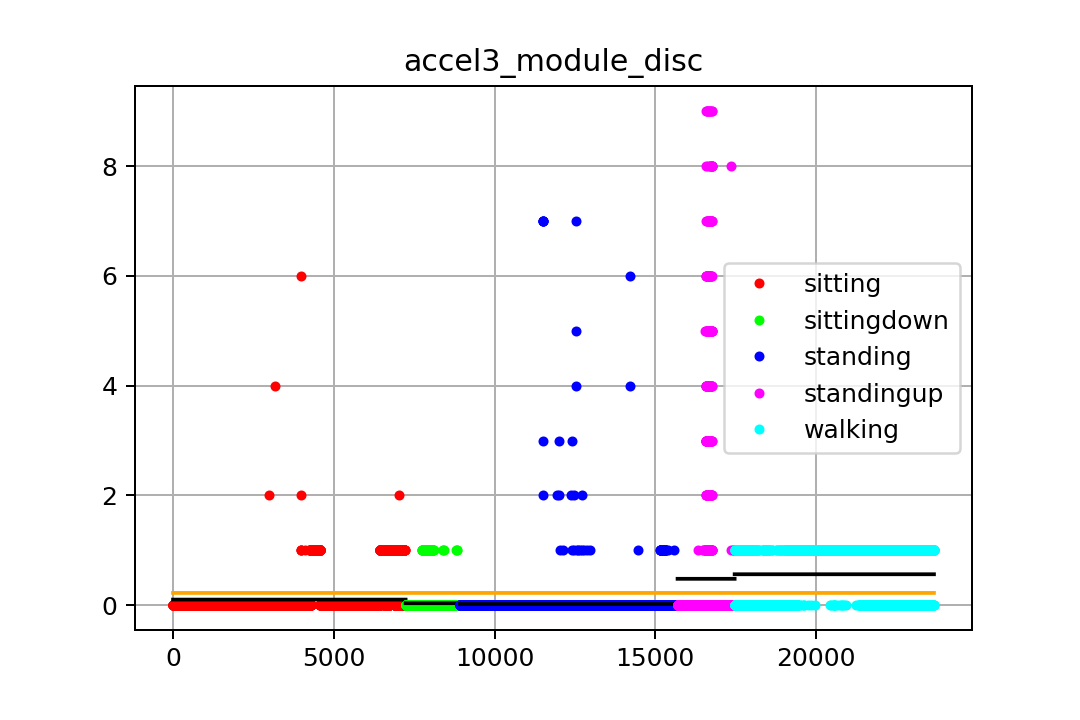 accel3_module_disc
8
6
4
2
0
sitting
sittingdown
standing
standingup
walking
0 5000 10000 15000 20000